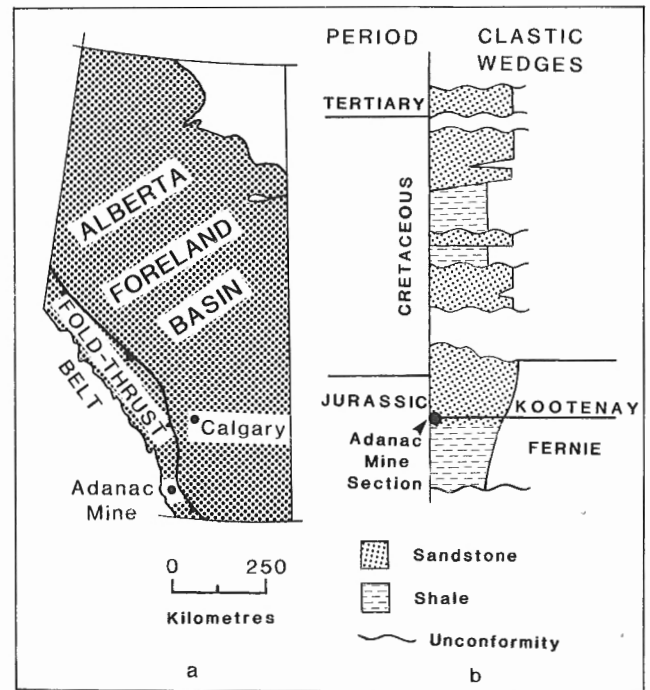 ALBERTA
FORELAND
BASIN
FOLD-THRUST
BELT
Calgary
Adanac
Mine
0 250
Kilometres
a
PERIOD
CLASTIC
WEDGES
TERTIARY
CRETACEOUS
JURASSIC
KOOTENAY
Adanac
Mine
Section
FERNIE
Sandstone
Shale
Unconformity
b